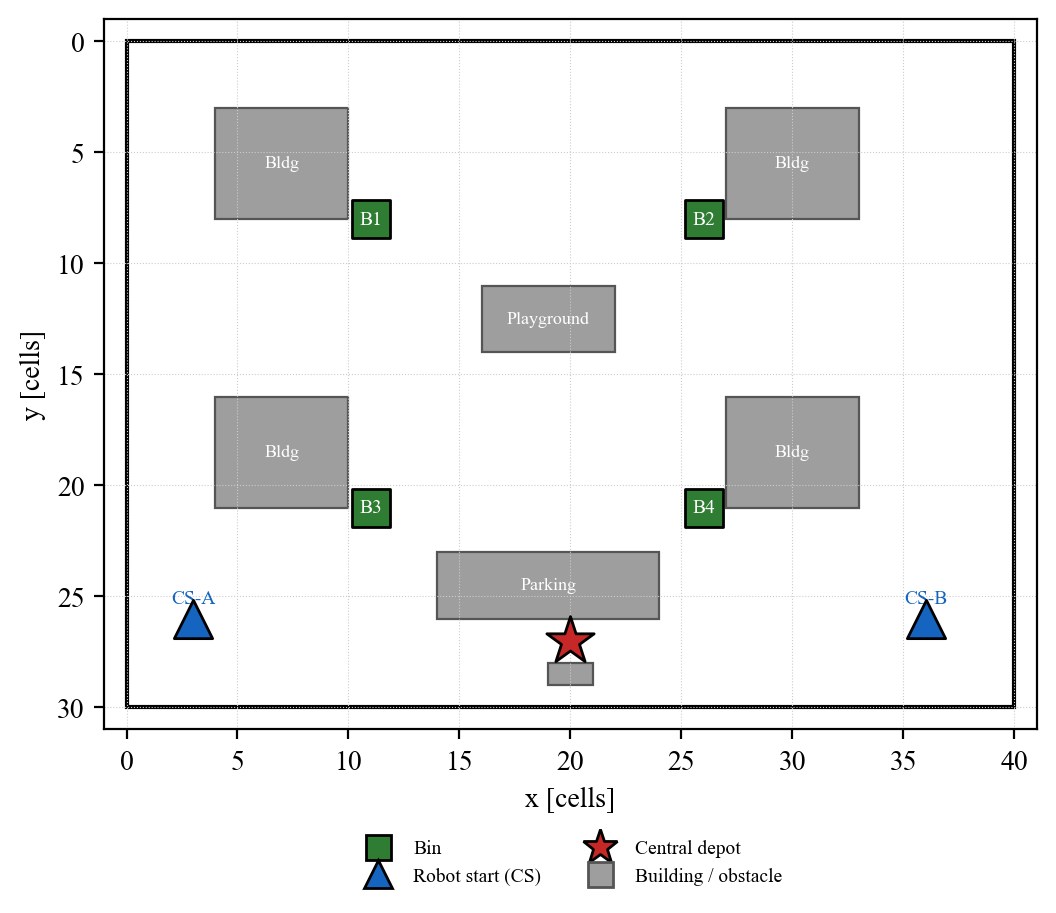 0
5
10
15
20
25
30
y [cells]
Bldg
Bldg
B1
B2
Playground
Bldg
Bldg
B3
B4
Parking
CS-A
CS-B
0
5
10
15
20
25
30
35
40
x [cells]
Bin
Central depot
Robot start (CS)
Building / obstacle